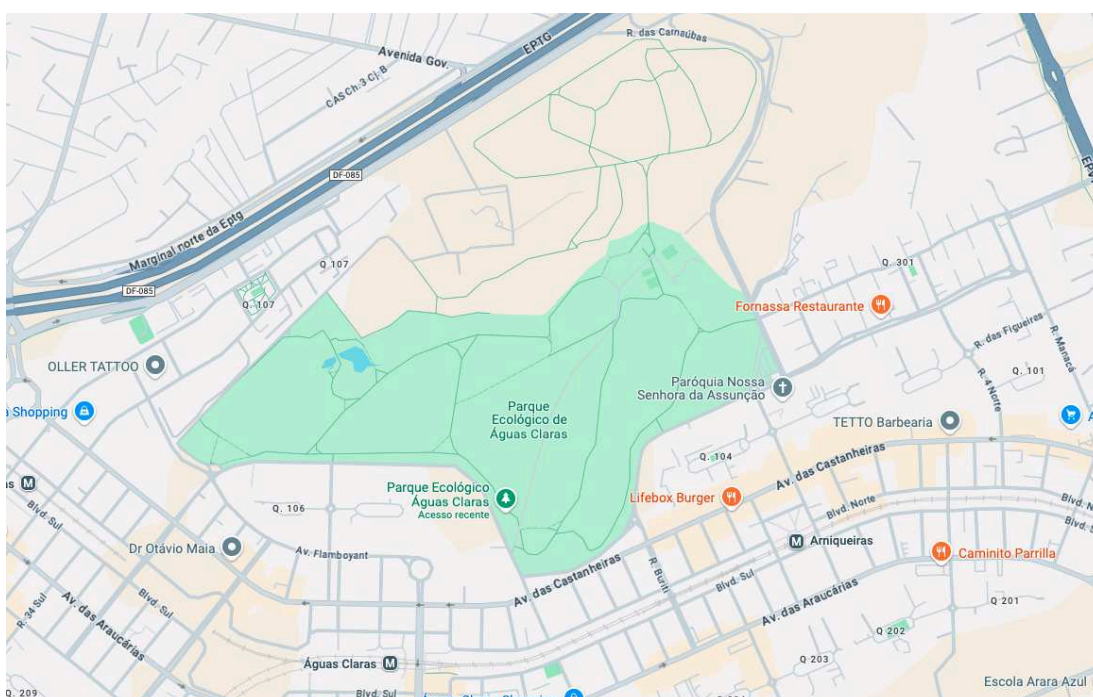 R. das Carnaúbas
Avenida Gov.
EPTG
CAS Ch. 3 Cj. B
DF-085
Marginal norte da Eptg
Q. 107
DF-085
Q. 107
Q. 301
Fornassa Restaurante
OLLER TATTOO
R. das Figueiras
R. Manacá
Q. 101
R. 4 Norte
Paróquia Nossa
Senhora da Assunção
Shopping
Parque
Ecológico de
Águas Claras
TETTO Barbearia
Q. 104
Av. das Castanheiras
Parque Ecológico
Águas Claras
Acesso recente
Lifebox Burger
Blvd. Norte
Blvd. Sul
Q. 106
Arniqueiras
Dr Otávio Maia
Av. Flamboyant
Caminito Parrilla
Av. das Castanheiras
R. Buriti
Blvd. Sul
Av. das Araucárias
Blvd. Sul
R. 34 Sul
Av. das Araucárias
Q 201
Q 202
Q 203
Águas Claras
Escola Arara Azul
Q. 209
Blvd. Sul